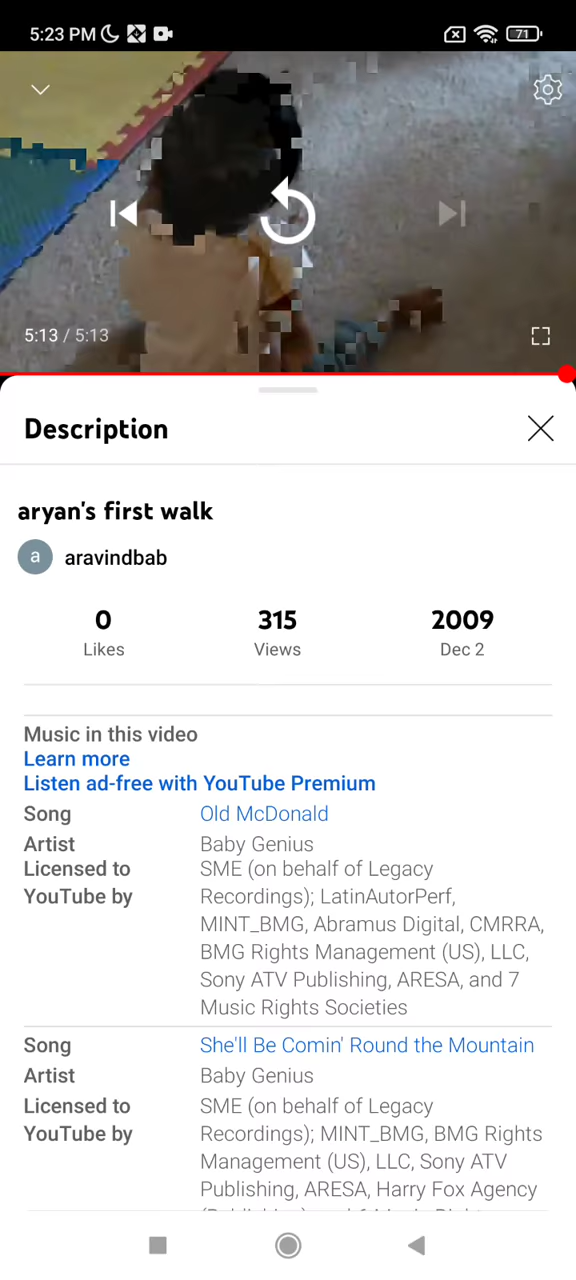 5:23 PM
71
5:13 / 5:13
Description
aryan's first walk
a aravindbab
0 315 2009
Likes Views Dec 2
Music in this video
Learn more
Listen ad-free with YouTube Premium
Song Old McDonald
Artist Baby Genius
Licensed to SME (on behalf of Legacy
YouTube by Recordings); LatinAutorPerf,
MINT_BMG, Abramus Digital, CMRRA,
BMG Rights Management (US), LLC,
Sony ATV Publishing, ARESA, and 7
Music Rights Societies
Song She'll Be Comin' Round the Mountain
Artist Baby Genius
Licensed to SME (on behalf of Legacy
YouTube by Recordings); MINT_BMG, BMG Rights
Management (US), LLC, Sony ATV
Publishing, ARESA, Harry Fox Agency